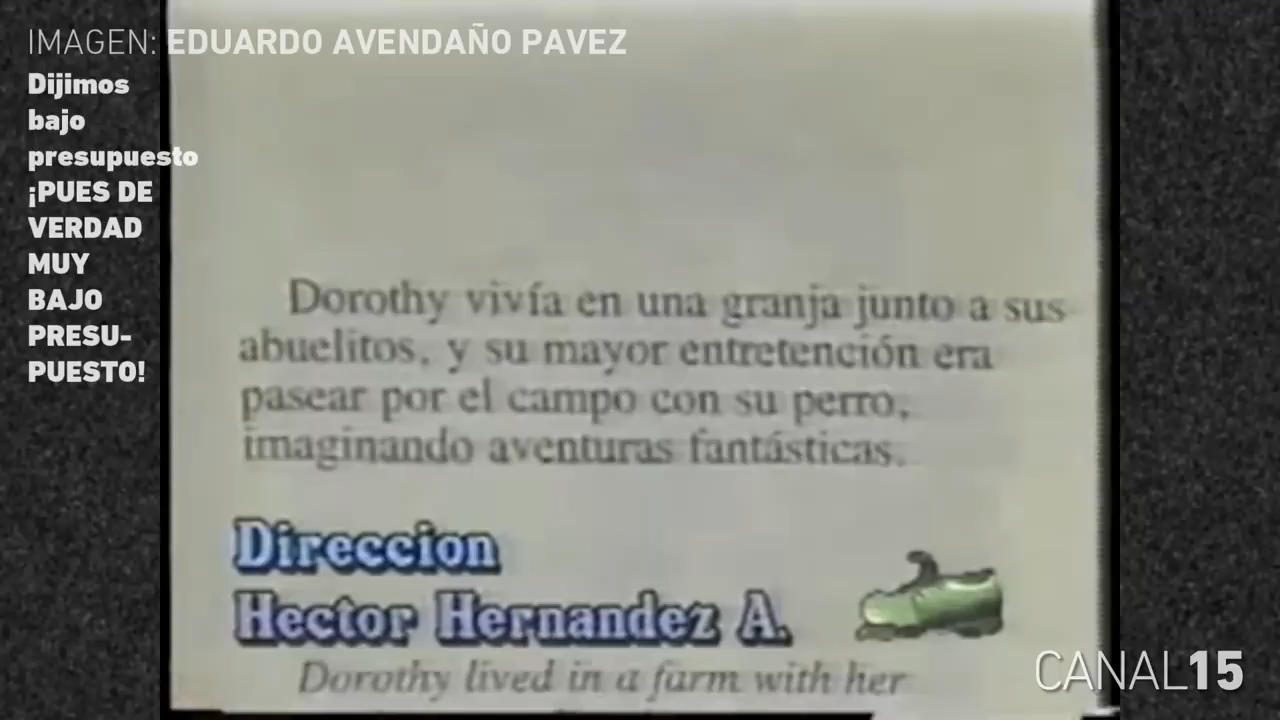 IMAGEN: EDUARDO AVENDAÑO PAVEZ
Dijimos
bajo
presupuesto
¡PUES DE
VERDAD
MUY
BAJO
PRESU-
PUESTO!
Dorothy vivía en una granja junto a sus
abuelitos, y su mayor entretención era
pasear por el campo con su perro,
imaginando aventuras fantásticas.
Direccion
Hector Hernandez A.
Dorothy lived in a farm with her
CANAL15